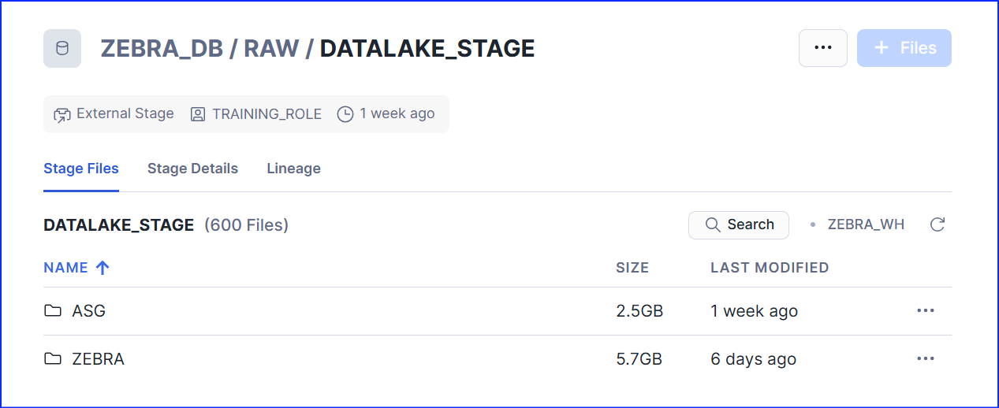 ZEBRA_DB / RAW / DATALAKE_STAGE
+ Files
External Stage TRAINING_ROLE 1 week ago
Stage Files Stage Details Lineage
DATALAKE_STAGE (600 Files) Search ZEBRA_WH
NAME SIZE LAST MODIFIED
ASG 2.5GB 1 week ago
ZEBRA 5.7GB 6 days ago